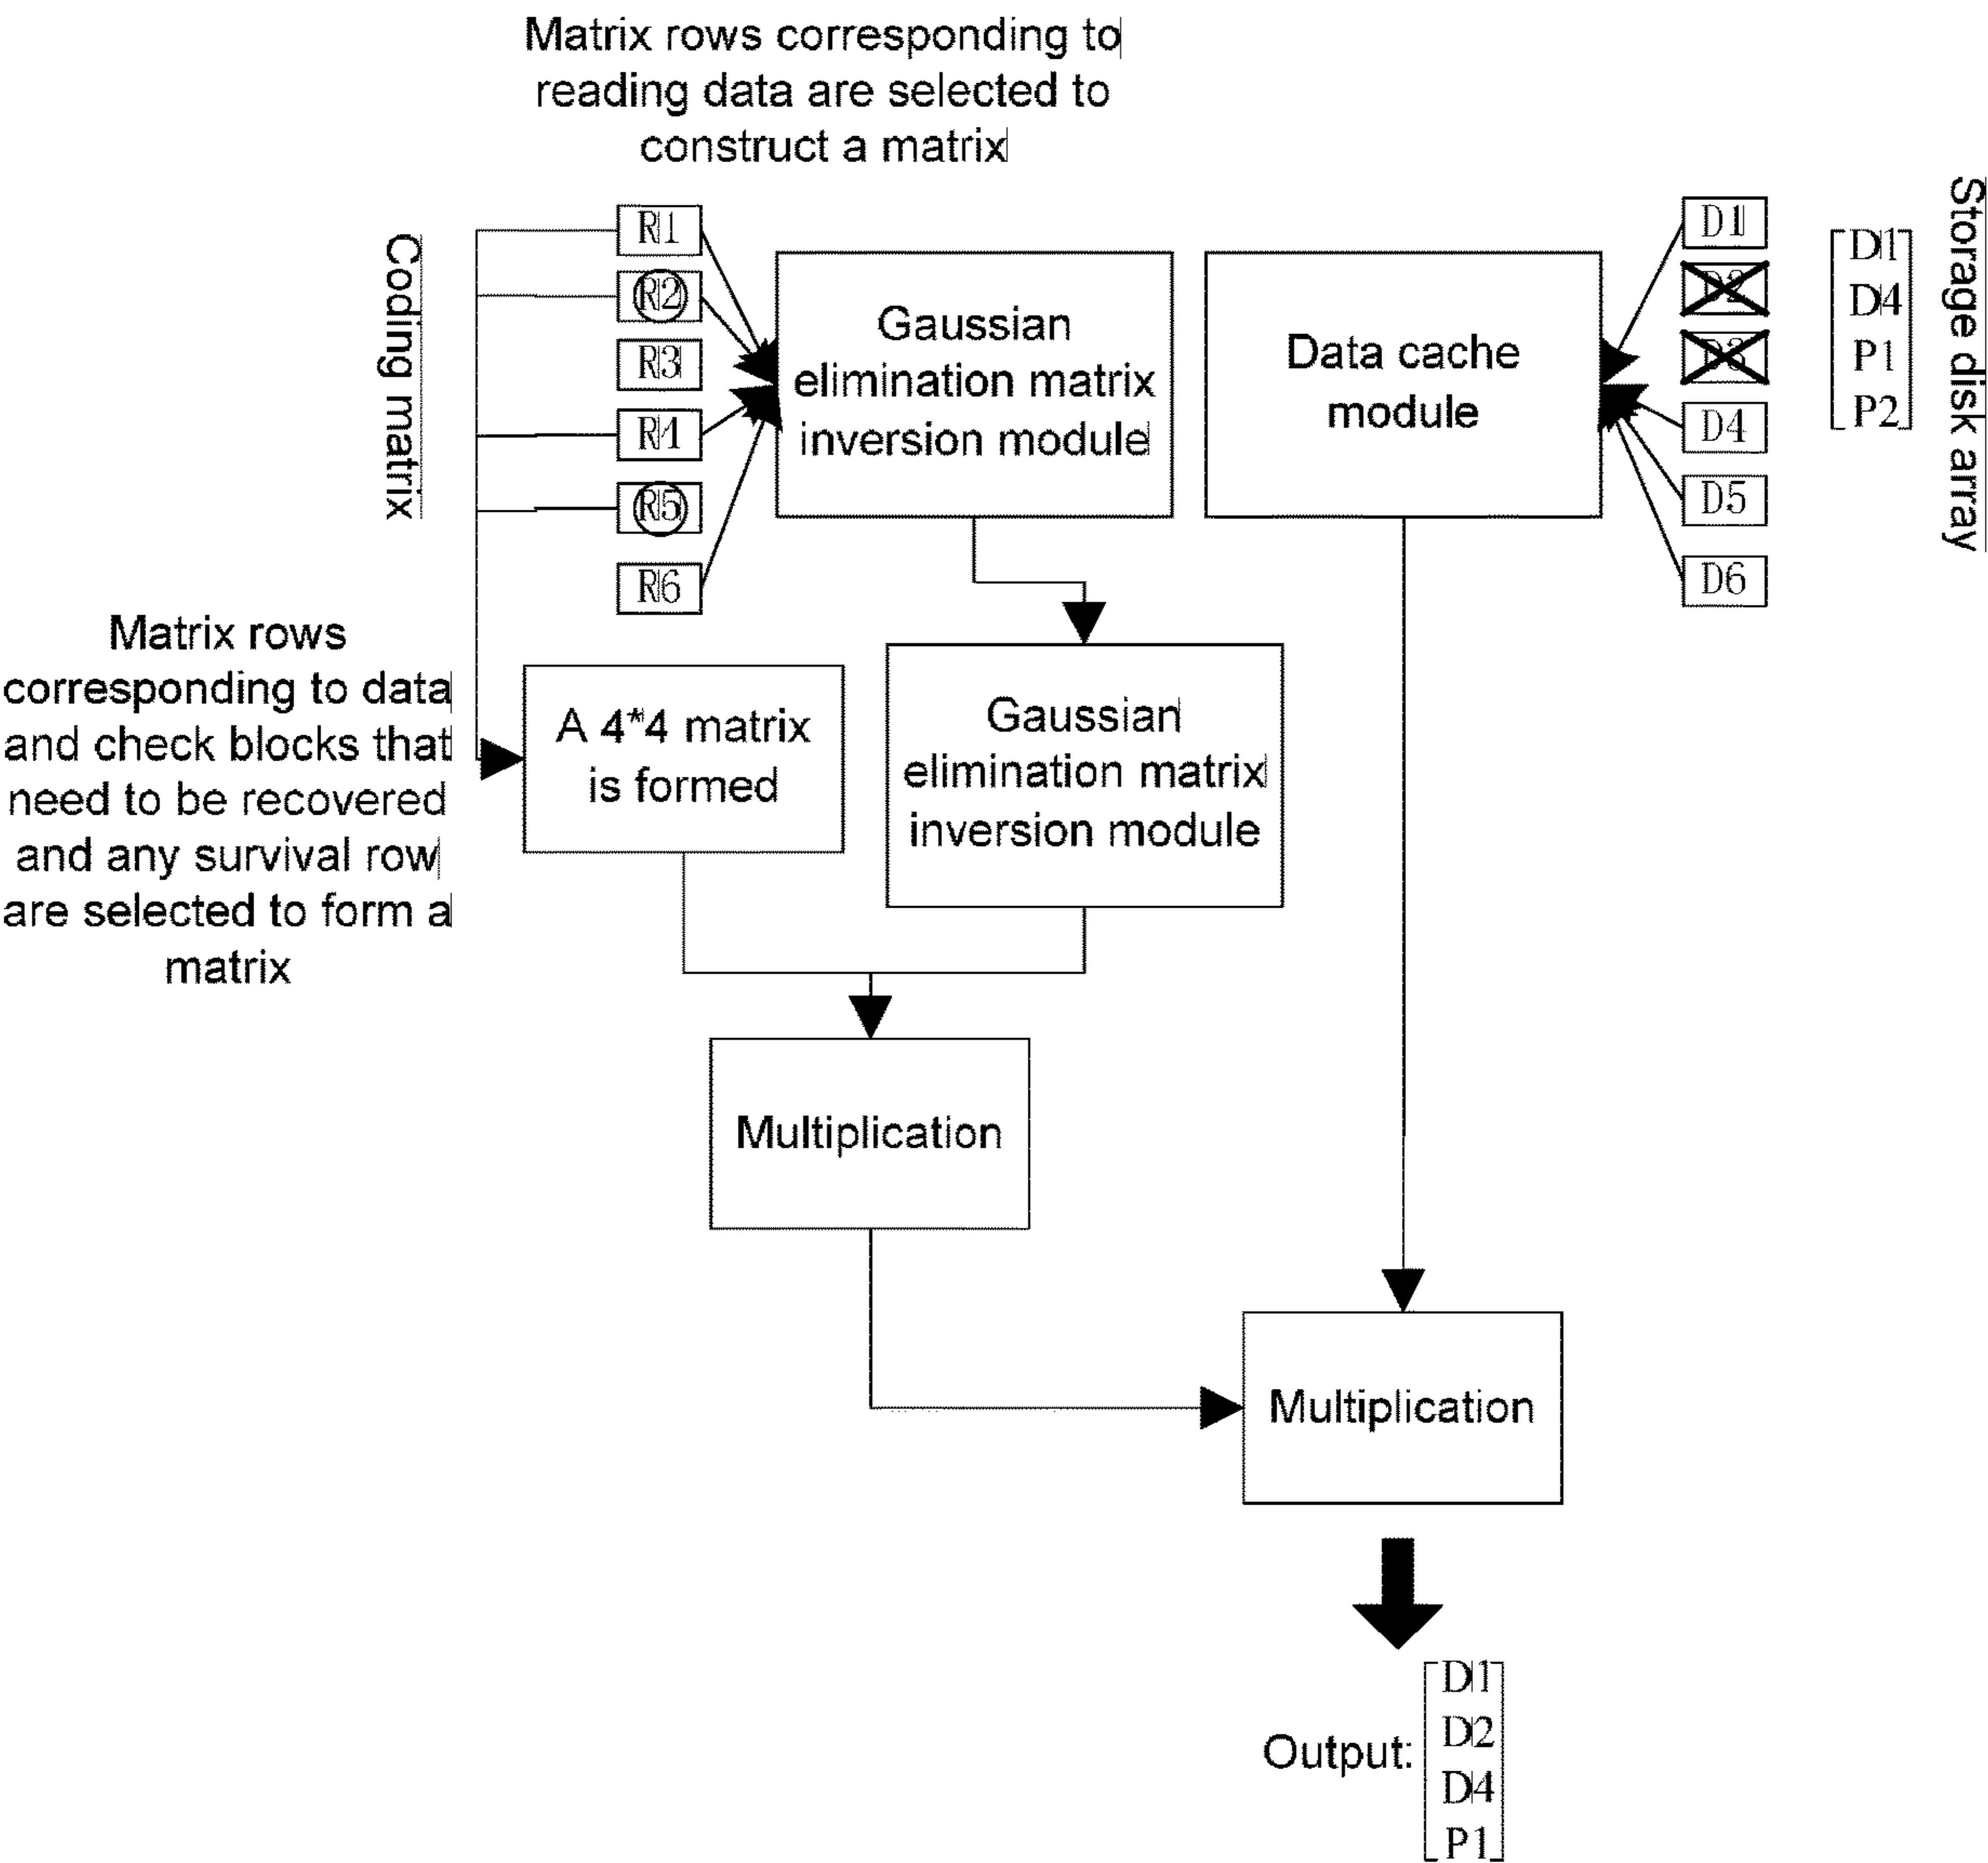 Matrix rows corresponding to
reading data are selected to
construct a matrix
Coding matrix
R1
R2
R3
R4
R5
R6
Gaussian
elimination matrix
inversion module
Data cache
module
D1
D2
D3
D4
D5
D6
D1
D4
P1
P2
Storage disk array
Matrix rows
corresponding to data
and check blocks that
need to be recovered
and any survival row
are selected to form a
matrix
A 4*4 matrix
is formed
Gaussian
elimination matrix
inversion module
Multiplication
Multiplication
Output:
D1
D2
D4
P1